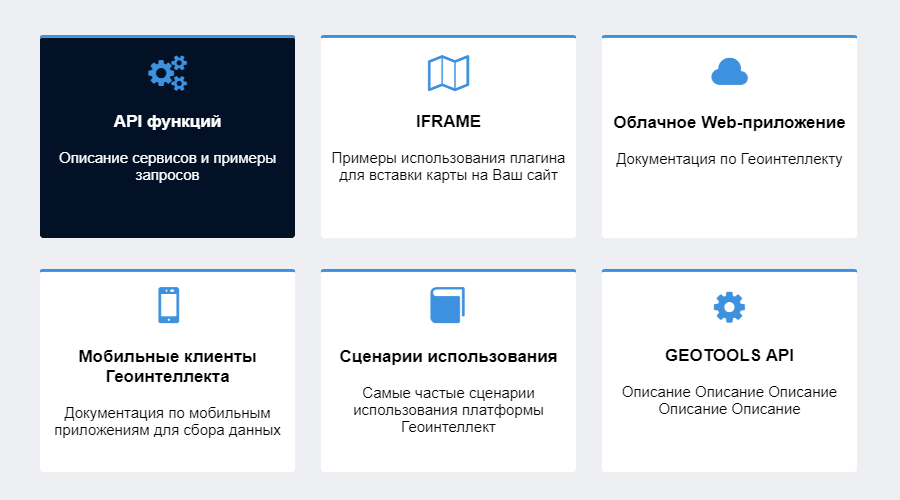 API функций
Описание сервисов и примеры
запросов
IFRAME
Примеры использования плагина
для вставки карты на Ваш сайт
Облачное Web-приложение
Документация по Геоинтеллекту
Мобильные клиенты
Геоинтеллекта
Документация по мобильным
приложениям для сбора данных
Сценарии использования
Самые частые сценарии
использования платформы
Геоинтеллект
GEOTOOLS API
Описание Описание Описание
Описание Описание